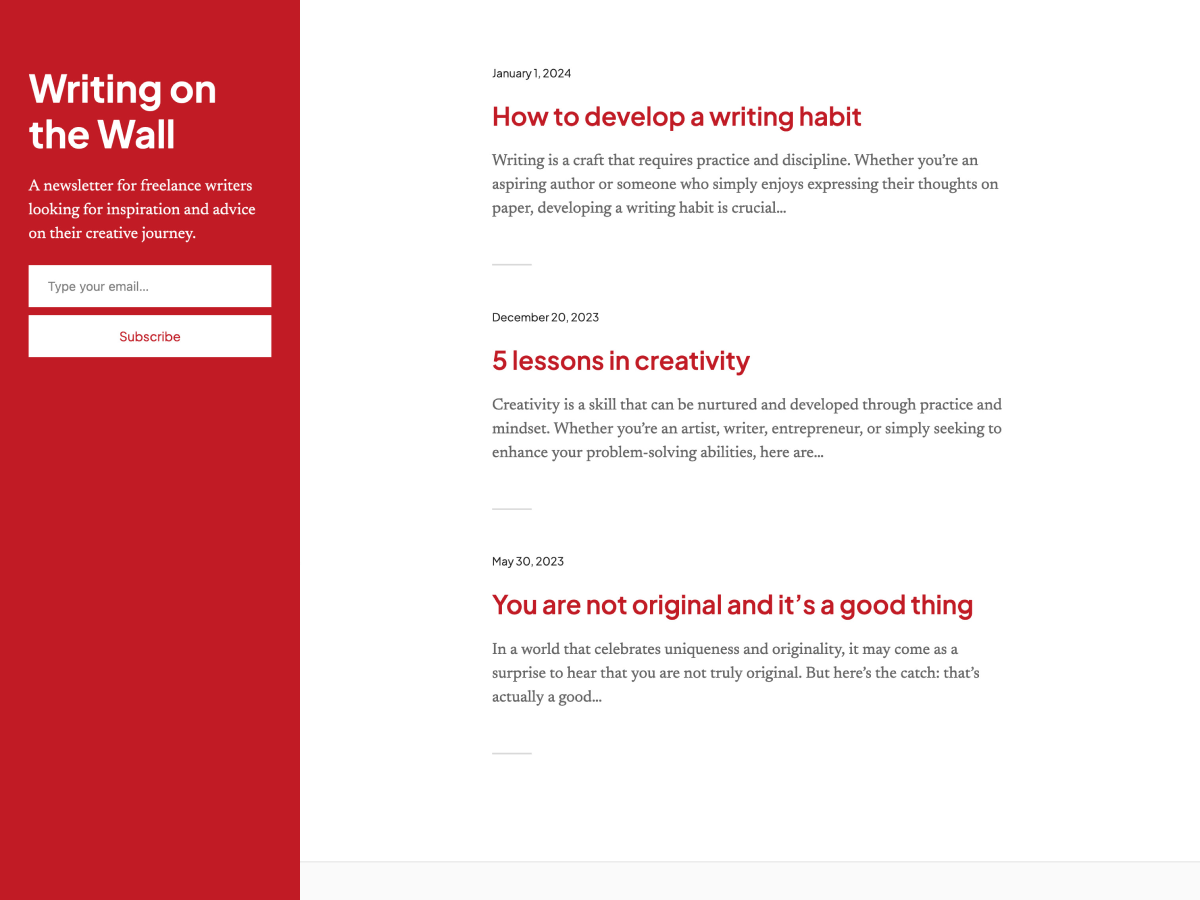 Writing on
the Wall
A newsletter for freelance writers
looking for inspiration and advice
on their creative journey.
Type your email...
Subscribe
January 1, 2024
How to develop a writing habit
Writing is a craft that requires practice and discipline. Whether you’re an
aspiring author or someone who simply enjoys expressing their thoughts on
paper, developing a writing habit is crucial…
December 20, 2023
5 lessons in creativity
Creativity is a skill that can be nurtured and developed through practice and
mindset. Whether you’re an artist, writer, entrepreneur, or simply seeking to
enhance your problem-solving abilities, here are…
May 30, 2023
You are not original and it’s a good thing
In a world that celebrates uniqueness and originality, it may come as a
surprise to hear that you are not truly original. But here’s the catch: that’s
actually a good…